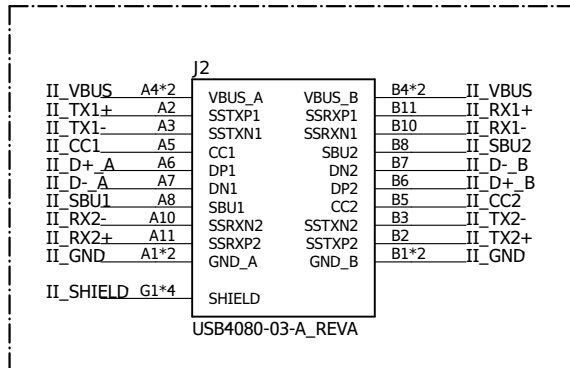 J2
II_VBUS A4*2 VBUS_A VBUS_B B4*2 II_VBUS
II_TX1+ A2 SSTXP1 SSRXP1 B11 II_RX1+
II_TX1- A3 SSTXN1 SSRXN1 B10 II_RX1-
II_CC1 A5 CC1 SBU2 B8 II_SBU2
II_D+_A A6 DP1 DN2 B7 II_D-_B
II_D-_A A7 DN1 DP2 B6 II_D+_B
II_SBU1 A8 SBU1 CC2 B5 II_CC2
II_RX2- A10 SSRXN2 SSTXN2 B3 II_TX2-
II_RX2+ A11 SSRXP2 SSTXP2 B2 II_TX2+
II_GND A1*2 GND_A GND_B B1*2 II_GND
II_SHIELD G1*4 SHIELD
USB4080-03-A_REVA